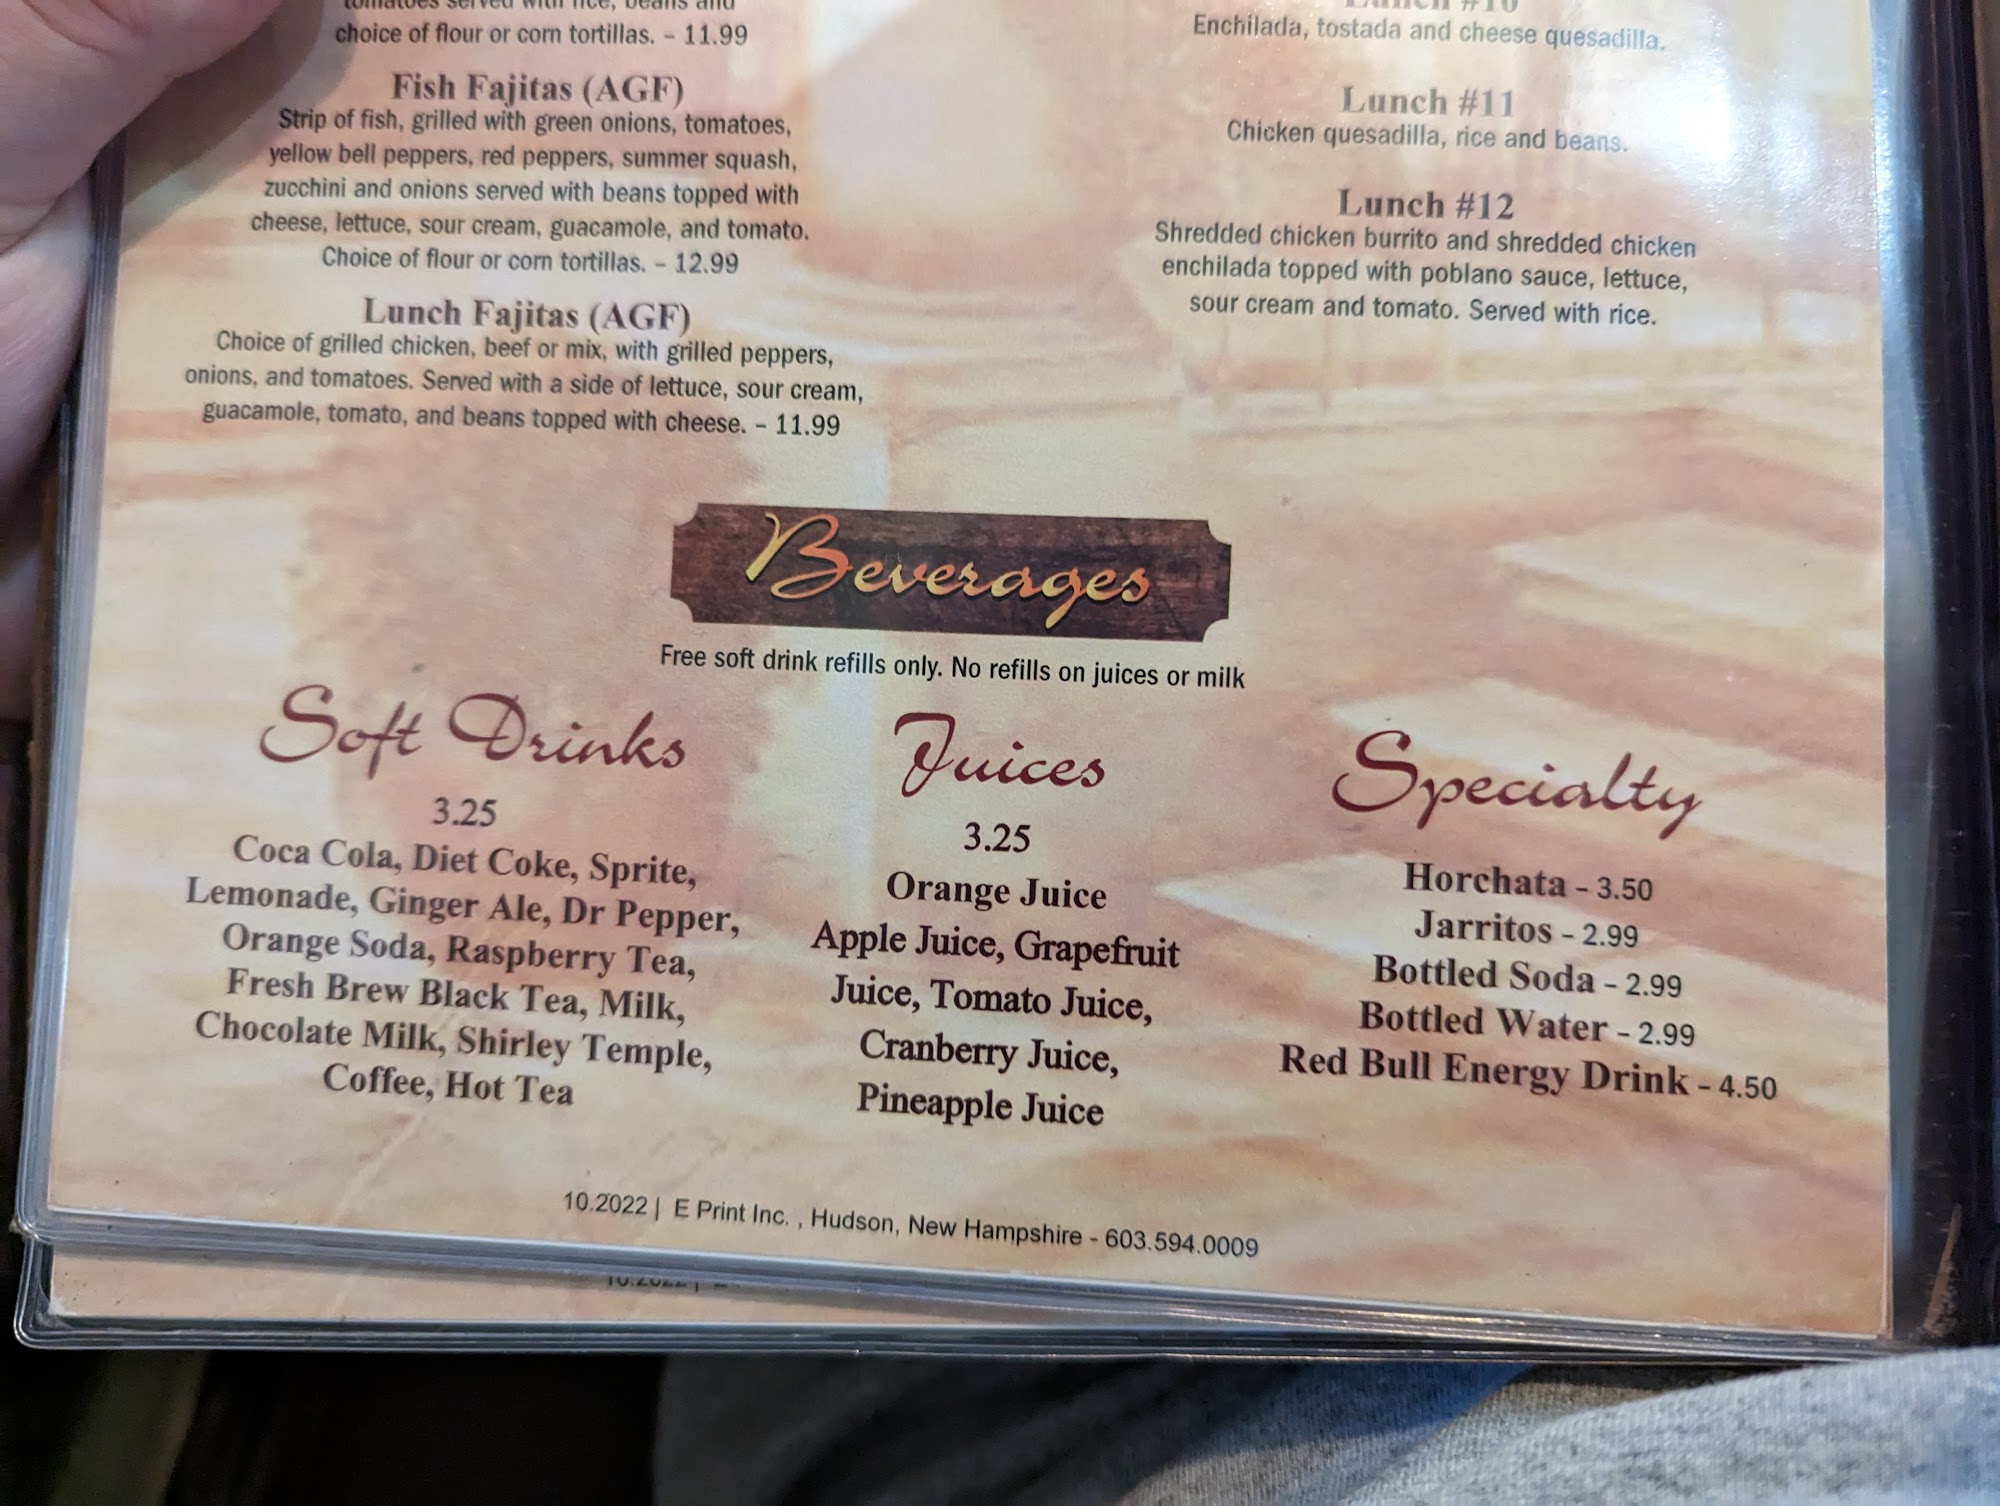 tomatoes served with rice, beans and
choice of flour or corn tortillas. – 11.99
Fish Fajitas (AGF)
Strip of fish, grilled with green onions, tomatoes,
yellow bell peppers, red peppers, summer squash,
zucchini and onions served with beans topped with
cheese, lettuce, sour cream, guacamole, and tomato.
Choice of flour or corn tortillas. – 12.99
Lunch Fajitas (AGF)
Choice of grilled chicken, beef or mix, with grilled peppers,
onions, and tomatoes. Served with a side of lettuce, sour cream,
guacamole, tomato, and beans topped with cheese. – 11.99
Lunch #10
Enchilada, tostada and cheese quesadilla.
Lunch #11
Chicken quesadilla, rice and beans.
Lunch #12
Shredded chicken burrito and shredded chicken
enchilada topped with poblano sauce, lettuce,
sour cream and tomato. Served with rice.
Beverages
Free soft drink refills only. No refills on juices or milk
Soft Drinks
3.25
Coca Cola, Diet Coke, Sprite,
Lemonade, Ginger Ale, Dr Pepper,
Orange Soda, Raspberry Tea,
Fresh Brew Black Tea, Milk,
Chocolate Milk, Shirley Temple,
Coffee, Hot Tea
Juices
3.25
Orange Juice
Apple Juice, Grapefruit
Juice, Tomato Juice,
Cranberry Juice,
Pineapple Juice
Specialty
Horchata – 3.50
Jarritos – 2.99
Bottled Soda – 2.99
Bottled Water – 2.99
Red Bull Energy Drink – 4.50
10.2022 | E Print Inc. , Hudson, New Hampshire - 603.594.0009
10.2022 |